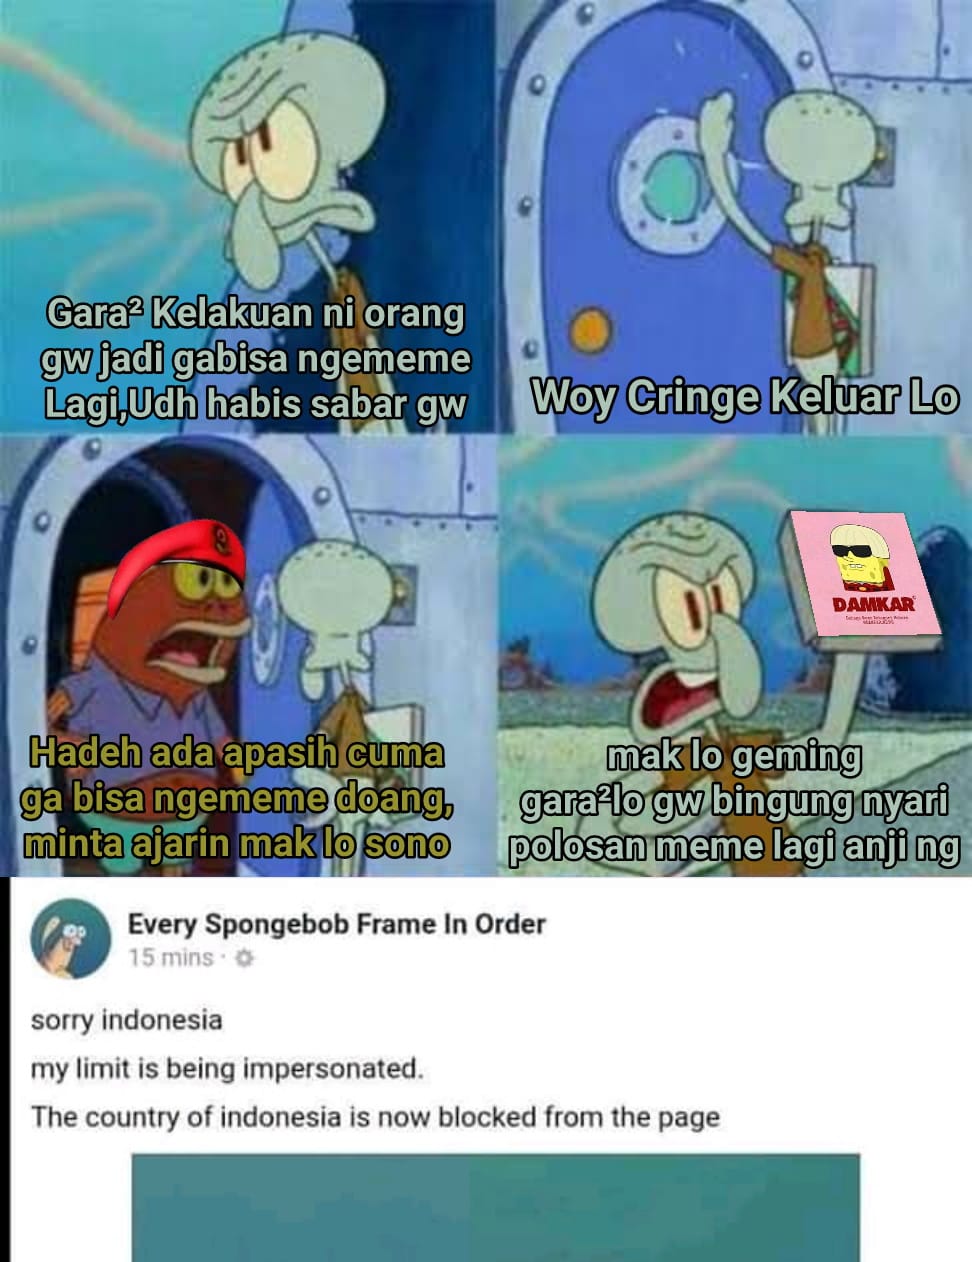 Gara² Kelakuan ni orang
gw jadi gabisa ngememe
Lagi,Udh habis sabar gw
Woy Cringe Keluar Lo
Hadeh ada apasih cuma
ga bisa ngememe doang,
minta ajarin mak lo sono
DAMKAR
mak lo geming
gara²lo gw bingung nyari
polosan meme lagi anji ng
Every Spongebob Frame In Order
15 mins ·
sorry indonesia
my limit is being impersonated.
The country of indonesia is now blocked from the page